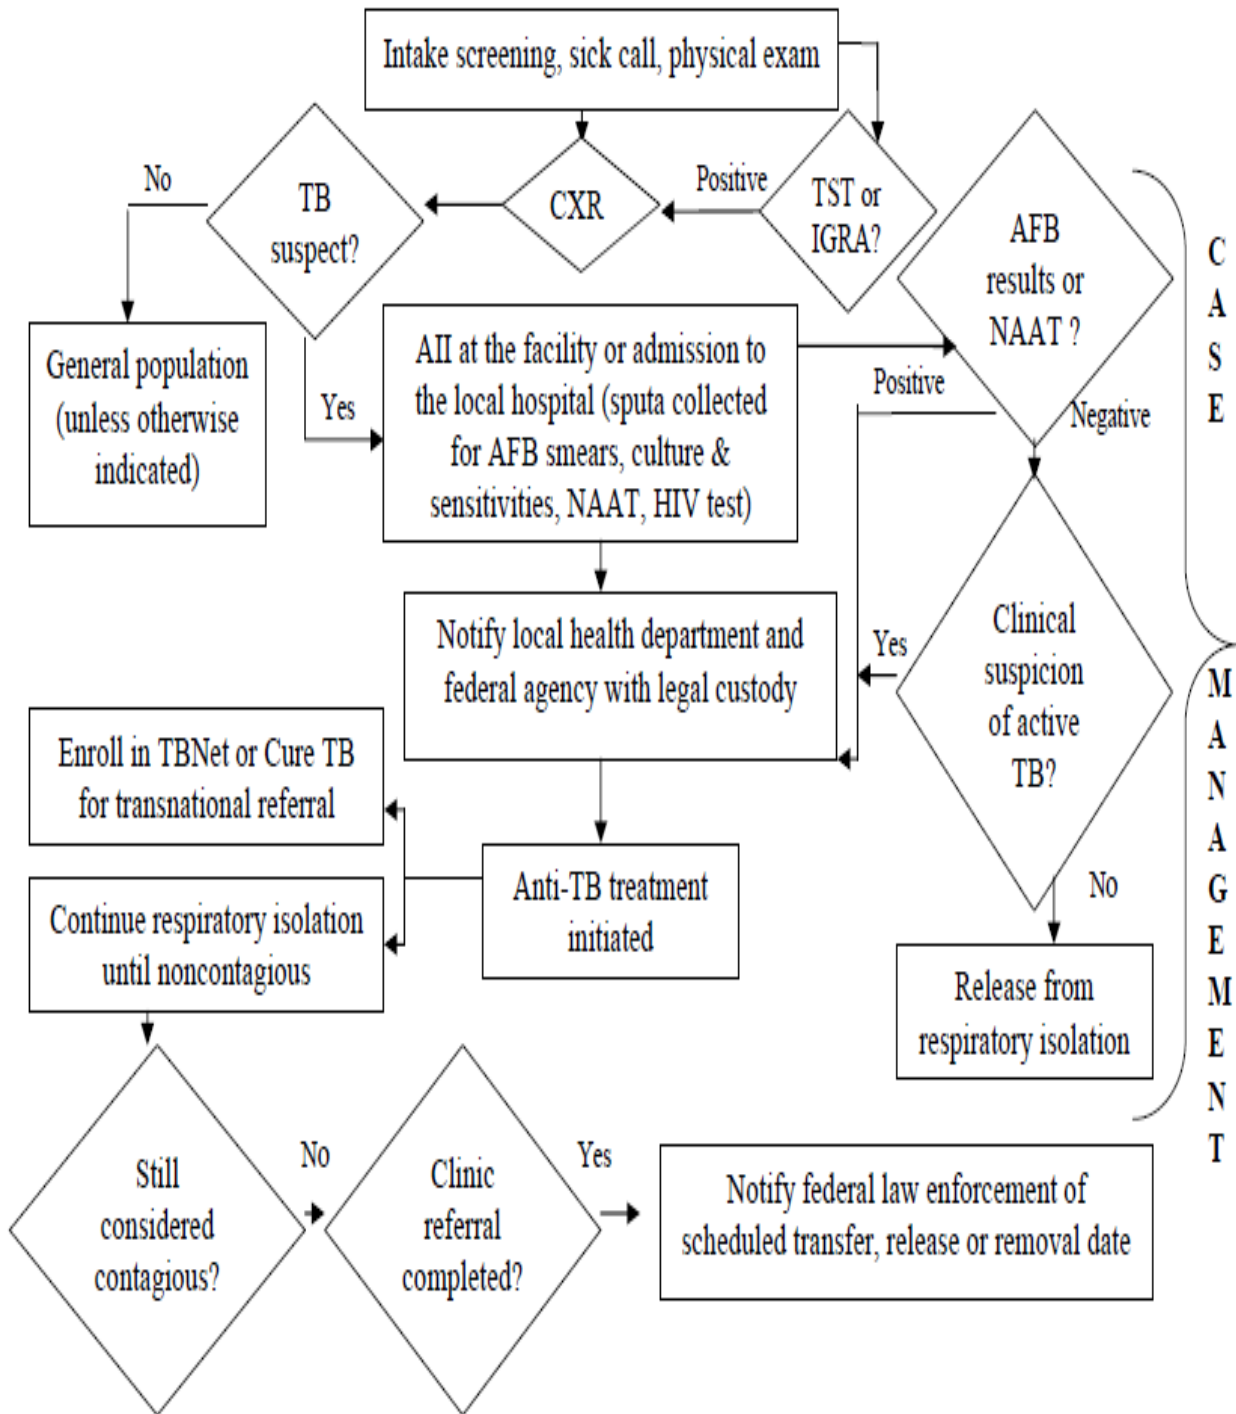 Intake screening, sick call, physical exam
No
TB
suspect?
CXR
Positive
TST or
IGRA?
AFB
results or
NAAT ?
General population
(unless otherwise
indicated)
Yes
AII at the facility or admission to
the local hospital (sputa collected
for AFB smears, culture &
sensitivities, NAAT, HIV test)
Positive
Negative
Notify local health department and
federal agency with legal custody
Yes
Clinical
suspicion
of active
TB?
Enroll in TBNet or Cure TB
for transnational referral
Anti-TB treatment
initiated
Continue respiratory isolation
until noncontagious
No
Release from
respiratory isolation
Still
considered
contagious?
No
Clinic
referral
completed?
Yes
Notify federal law enforcement of
scheduled transfer, release or removal date
C
A
S
E
M
A
N
A
G
E
M
E
N
T